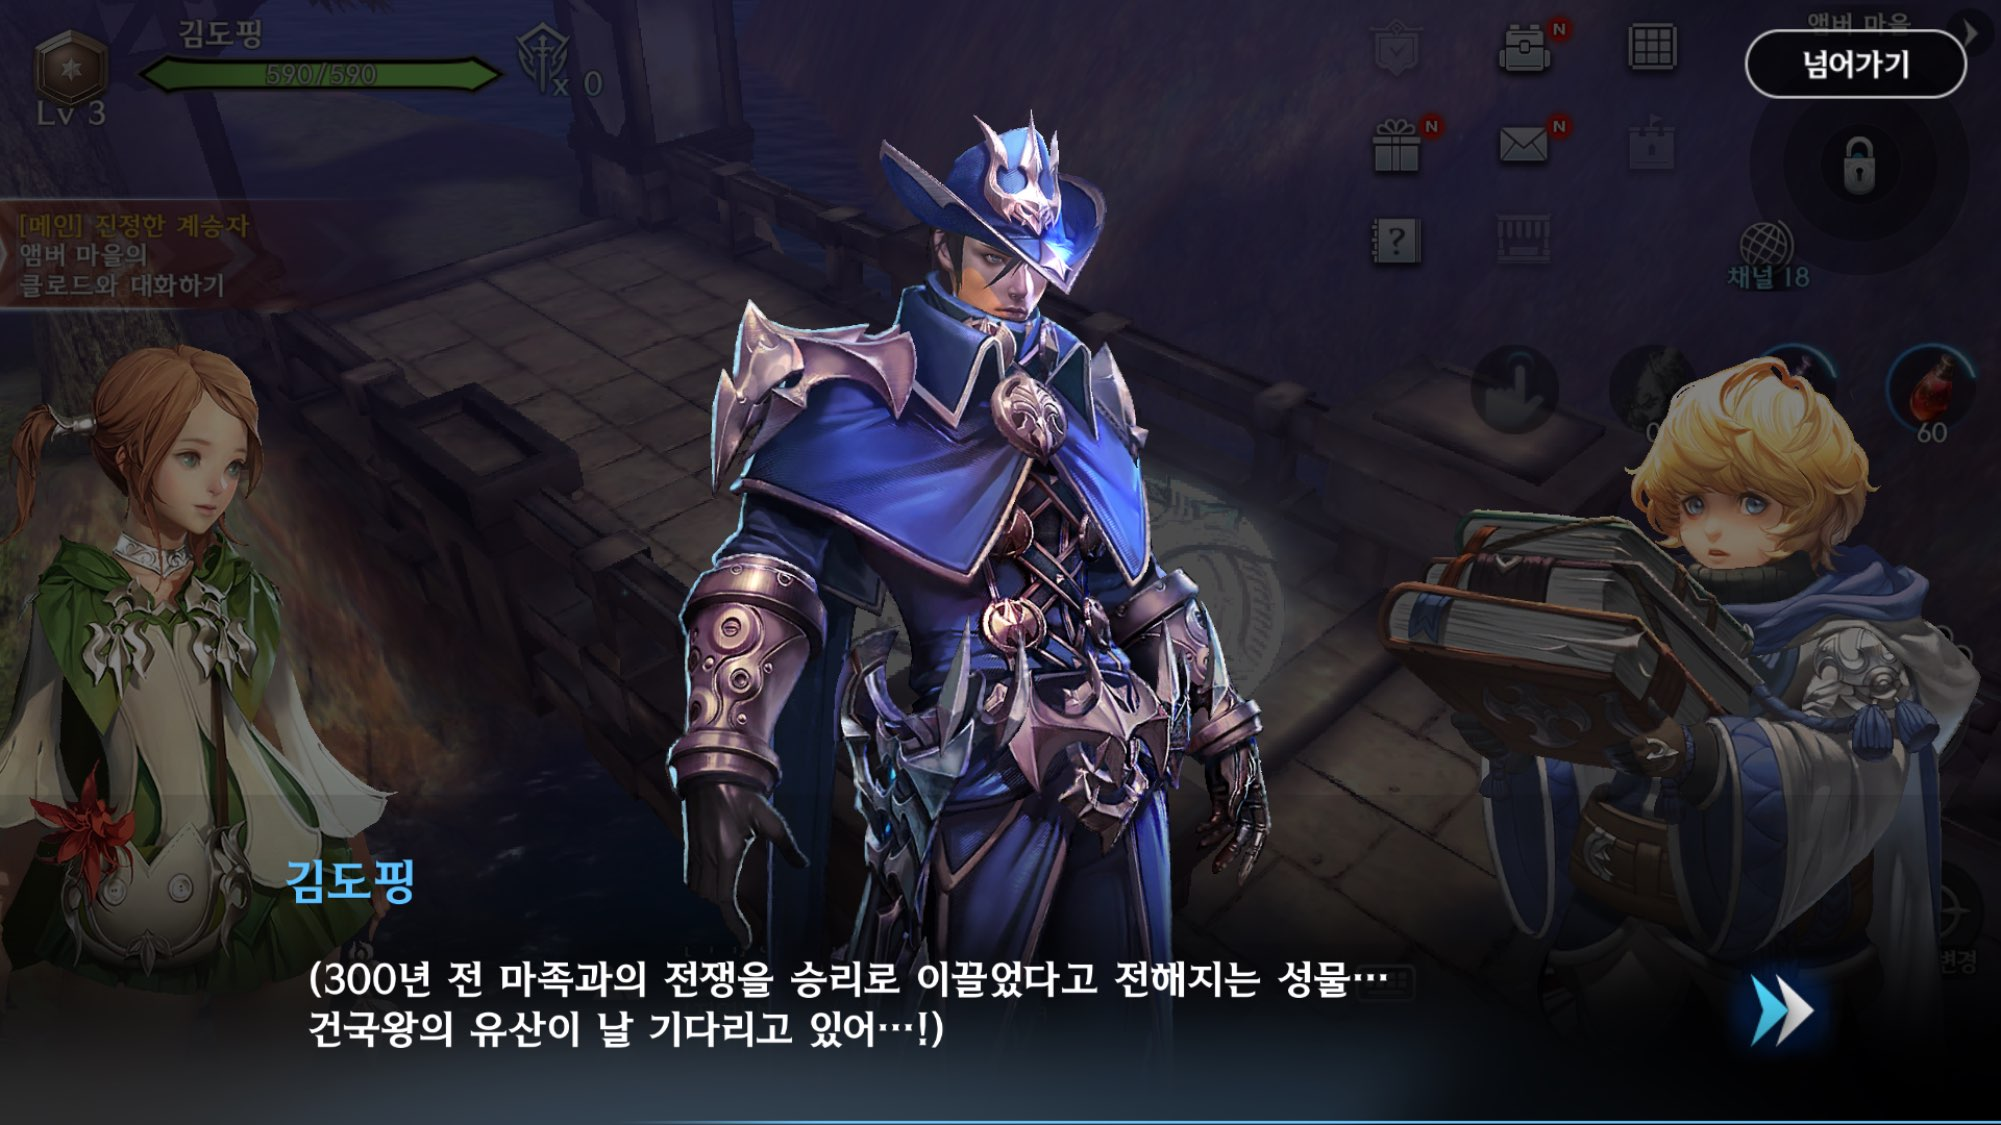 김도핑
590/590
x 0
Lv 3
앰버 마을
넘어가기
N
N
N
?
채널 18
[메인] 진정한 계승자
앰버 마을의
클로드와 대화하기
0
60
김도핑
변경
(300년 전 마족과의 전쟁을 승리로 이끌었다고 전해지는 성물…
건국왕의 유산이 날 기다리고 있어…!)